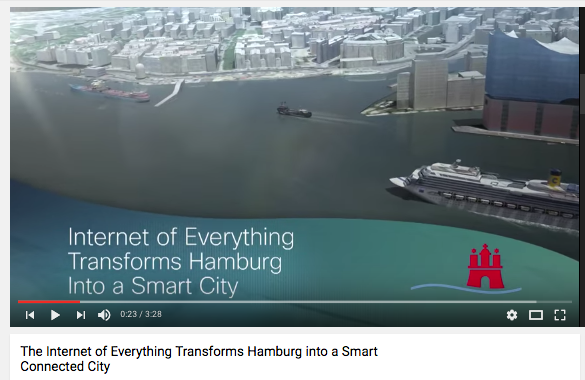 Internet of Everything
Transforms Hamburg
Into a Smart City
0:23 / 3:28
The Internet of Everything Transforms Hamburg into a Smart
Connected City